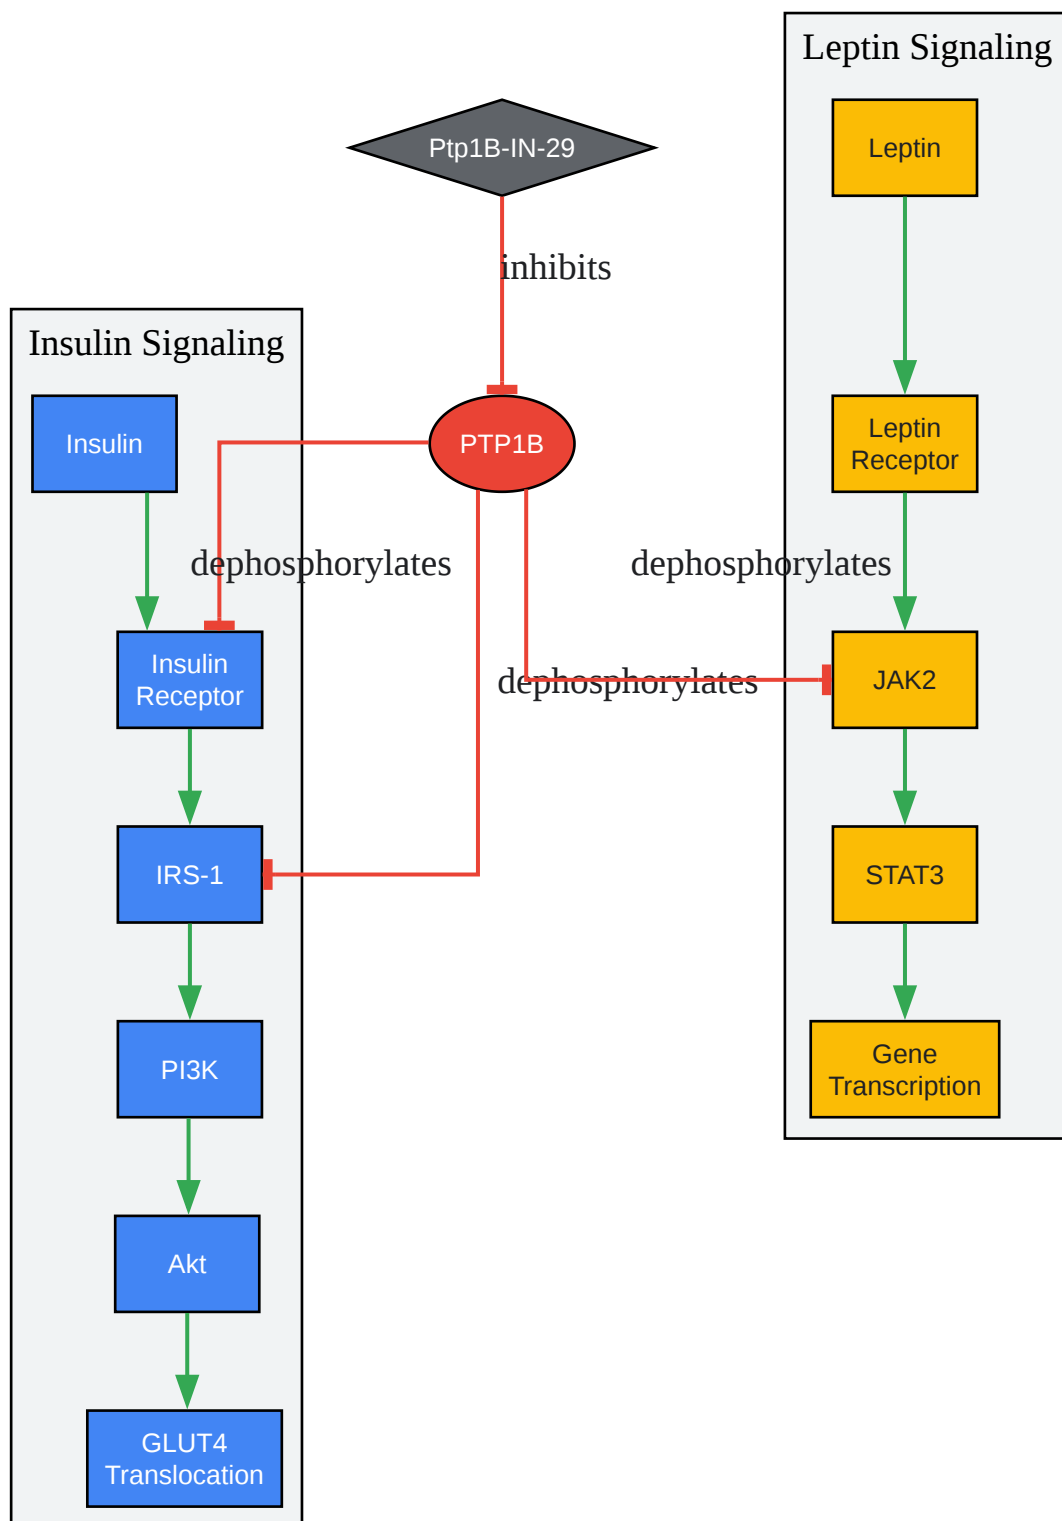 Leptin Signaling
Ptp1B-IN-29
Leptin
inhibits
Insulin Signaling
Insulin
PTP1B
Leptin
Receptor
dephosphorylates
dephosphorylates
Insulin
Receptor
dephosphorylates
JAK2
IRS-1
STAT3
PI3K
Gene
Transcription
Akt
GLUT4
Translocation